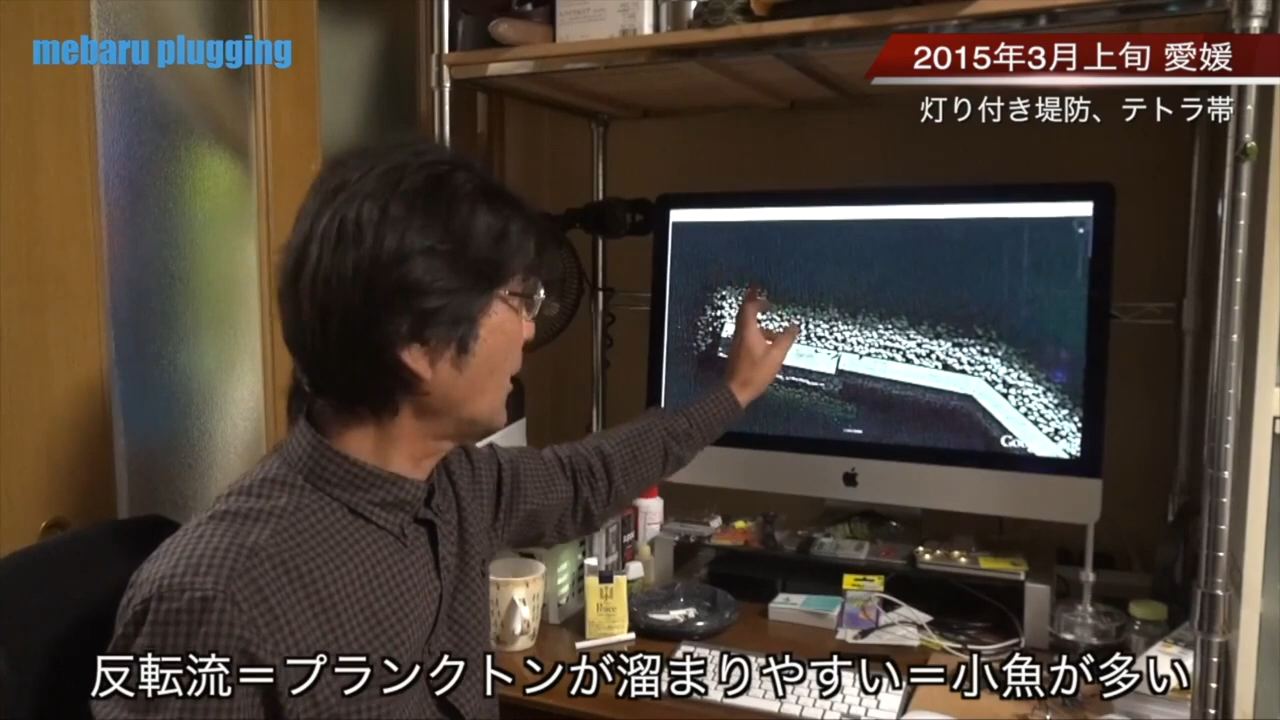 mebaru plugging
2015年3月上旬 愛媛
灯り付き堤防、テトラ帯
Peace
反転流＝プランクトンが溜まりやすい＝小魚が多い